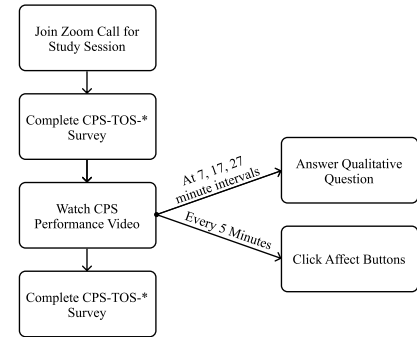 Join Zoom Call for
Study Session
Complete CPS-TOS-*
Survey
Watch CPS
Performance Video
At 7, 17, 27
minute intervals
Every 5 Minutes
Answer Qualitative
Question
Click Affect Buttons
Complete CPS-TOS-*
Survey